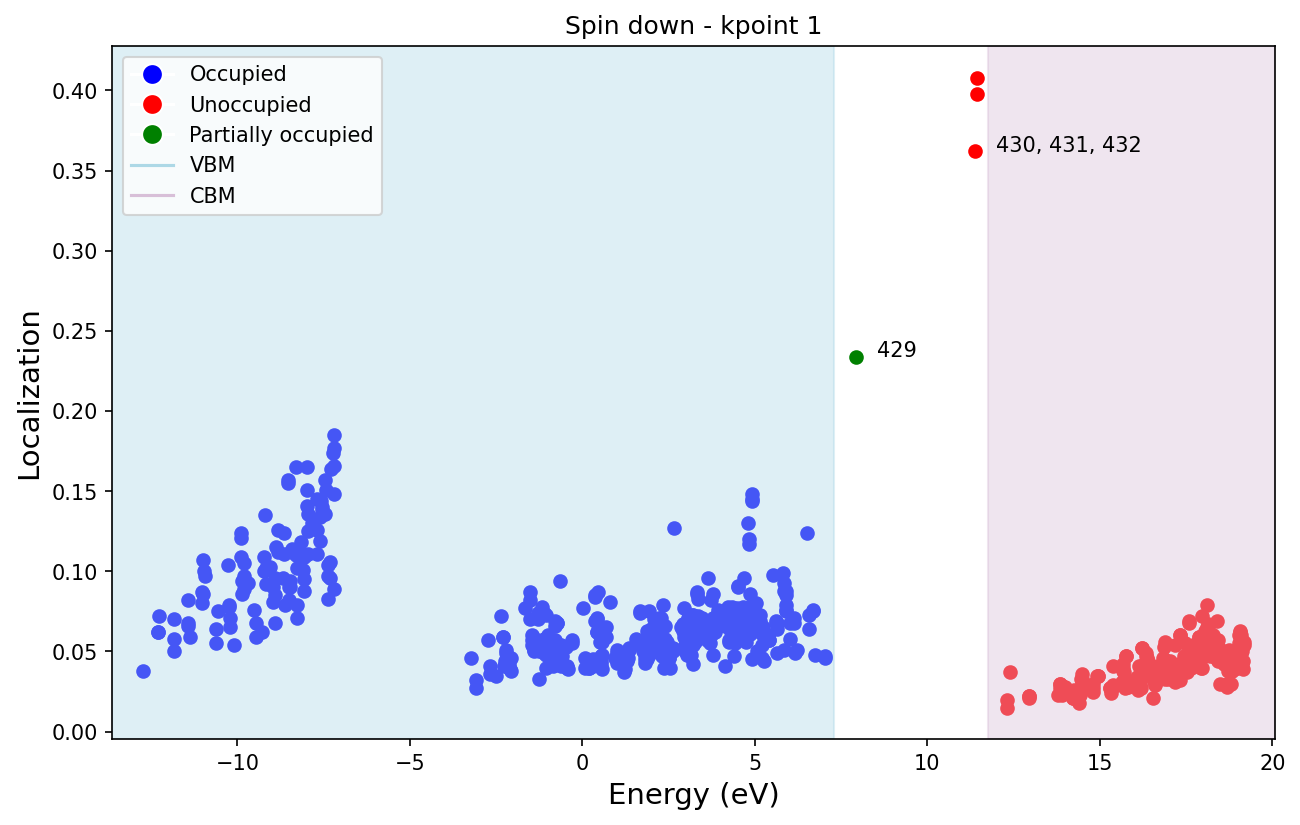 Spin down - kpoint 1
Occupied
Unoccupied
Partially occupied
VBM
CBM
430, 431, 432
429
0.40
0.35
0.30
0.25
0.20
0.15
0.10
0.05
0.00
Localization
−10
−5
0
5
10
15
20
Energy (eV)